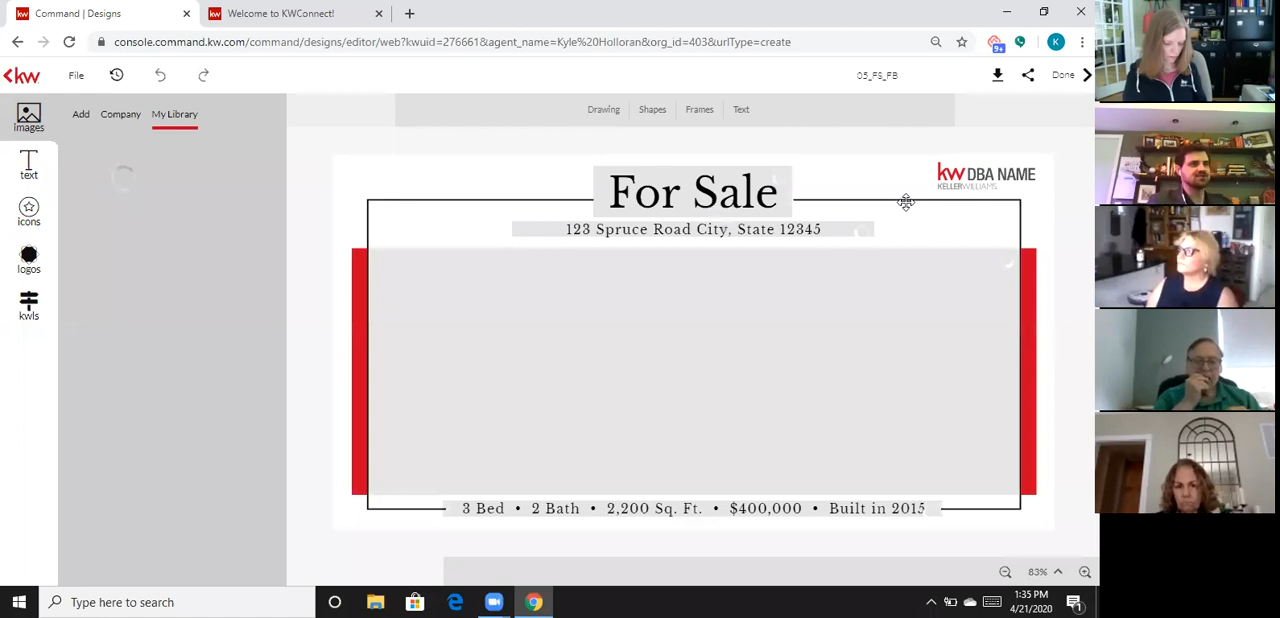 Command | Designs
Welcome to KWConnect!
console.command.kw.com/command/designs/editor/web?kwuid=276661&agent_name=Kyle%20Holloran&org_id=403&urlType=create
9+
K
kw
File
05_FS_FB
Done
images
Add
Company
My Library
Drawing
Shapes
Frames
Text
text
icons
logos
kwls
For Sale
kw DBA NAME
KELLERWILLIAMS
123 Spruce Road City, State 12345
3 Bed • 2 Bath • 2,200 Sq. Ft. • $400,000 • Built in 2015
83%
Type here to search
1:35 PM
4/21/2020
1